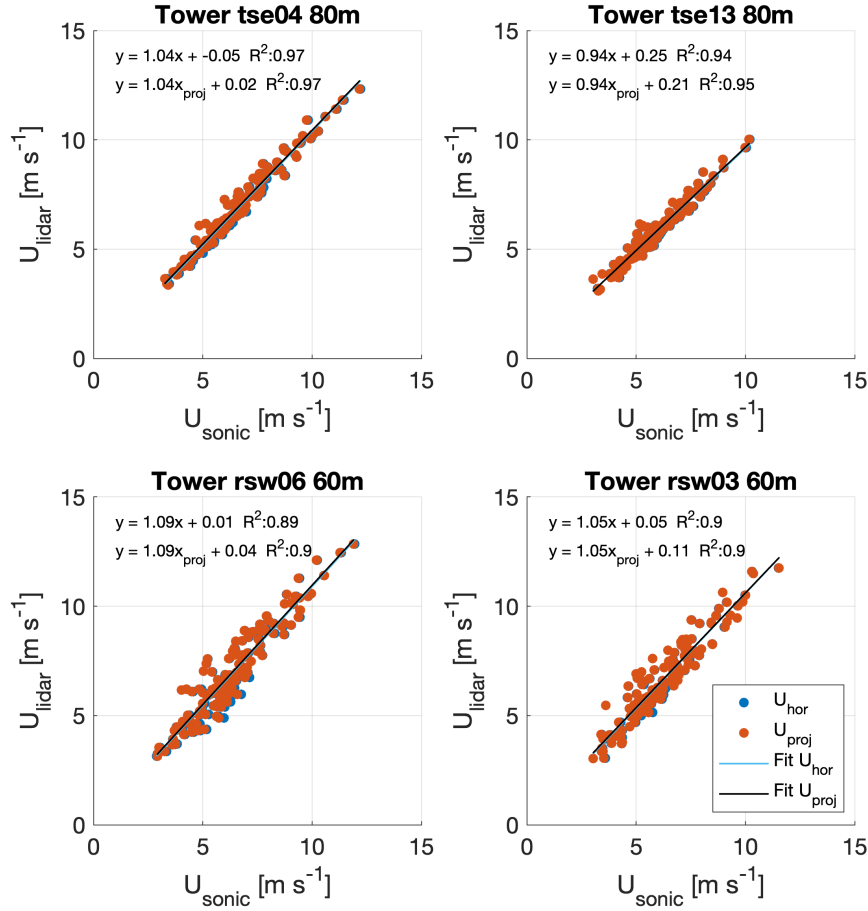 Tower tse04 80m
y = 1.04x + -0.05 R²:0.97
y = 1.04x_proj + 0.02 R²:0.97
15
10
5
0
0 5 10 15
U_lidar [m s⁻¹]
U_sonic [m s⁻¹]
Tower tse13 80m
y = 0.94x + 0.25 R²:0.94
y = 0.94x_proj + 0.21 R²:0.95
15
10
5
0
0 5 10 15
U_lidar [m s⁻¹]
U_sonic [m s⁻¹]
Tower rsw06 60m
y = 1.09x + 0.01 R²:0.89
y = 1.09x_proj + 0.04 R²:0.9
15
10
5
0
0 5 10 15
U_lidar [m s⁻¹]
U_sonic [m s⁻¹]
Tower rsw03 60m
y = 1.05x + 0.05 R²:0.9
y = 1.05x_proj + 0.11 R²:0.9
15
10
5
0
0 5 10 15
U_lidar [m s⁻¹]
U_sonic [m s⁻¹]
U_hor
U_proj
Fit U_hor
Fit U_proj